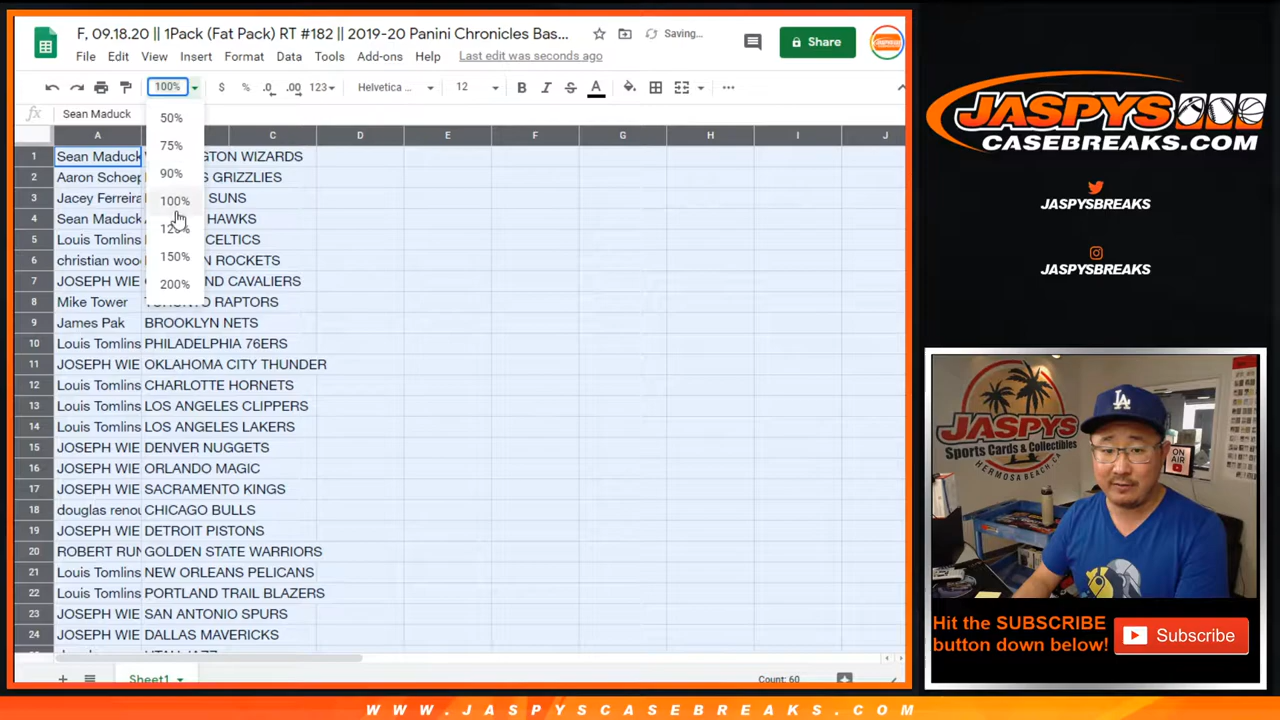 F, 09.18.20 || 1Pack (Fat Pack) RT #182 || 2019-20 Panini Chronicles Bas...
Saving...
File Edit View Insert Format Data Tools Add-ons Help Last edit was seconds ago
Share
100% $ % .0 .00 123 Helvetica ... 12 B I S A
fx Sean Maduck
50%
75%
90%
100%
150%
200%
A C D E F G H I J
1 Sean Maduck GTON WIZARDS
2 Aaron Schoep S GRIZZLIES
3 Jacey Ferreira SUNS
4 Sean Maduck HAWKS
5 Louis Tomlins CELTICS
6 christian woo N ROCKETS
7 JOSEPH WIE ND CAVALIERS
8 Mike Tower TORONTO RAPTORS
9 James Pak BROOKLYN NETS
10 Louis Tomlins PHILADELPHIA 76ERS
11 JOSEPH WIE OKLAHOMA CITY THUNDER
12 Louis Tomlins CHARLOTTE HORNETS
13 Louis Tomlins LOS ANGELES CLIPPERS
14 Louis Tomlins LOS ANGELES LAKERS
15 JOSEPH WIE DENVER NUGGETS
16 JOSEPH WIE ORLANDO MAGIC
17 JOSEPH WIE SACRAMENTO KINGS
18 douglas renou CHICAGO BULLS
19 JOSEPH WIE DETROIT PISTONS
20 ROBERT RUN GOLDEN STATE WARRIORS
21 Louis Tomlins NEW ORLEANS PELICANS
22 Louis Tomlins PORTLAND TRAIL BLAZERS
23 JOSEPH WIE SAN ANTONIO SPURS
24 JOSEPH WIE DALLAS MAVERICKS
Sheet1
Count: 60
JASPYS
CASEBREAKS.COM
JASPYSBREAKS
JASPYSBREAKS
JASPYS
Sports Cards & Collectibles
HERMOSA BEACH, CA
LA
ON AIR
Hit the SUBSCRIBE
button down below!
Subscribe
WWW.JASPYSCASEBREAKS.COM